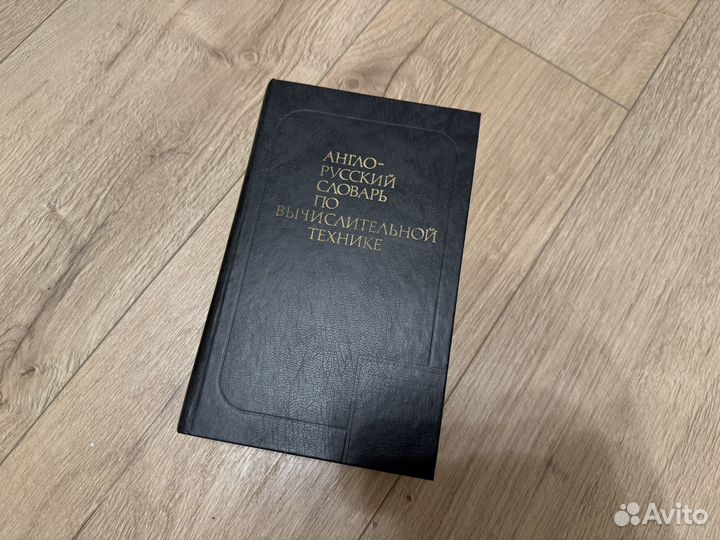 АНГЛО-
РУССКИЙ
СЛОВАРЬ
ПО
ВЫЧИСЛИТЕЛЬНОЙ
ТЕХНИКЕ
Avito